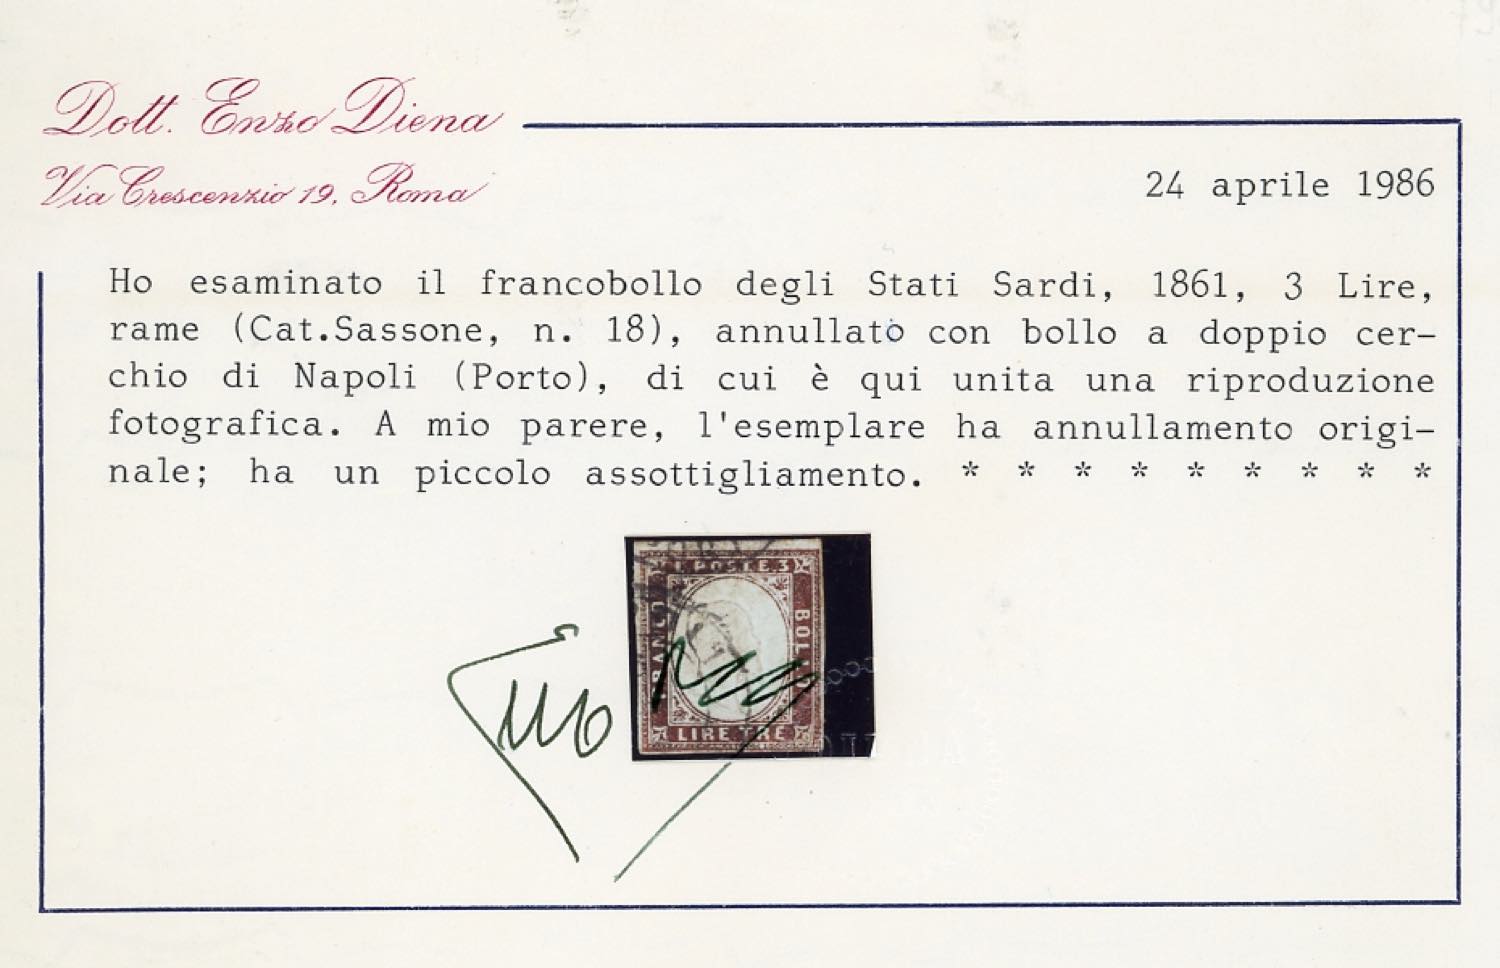 Dott. Enzo Diena
Via Crescenzio 19, Roma
24 aprile 1986
Ho esaminato il francobollo degli Stati Sardi, 1861, 3 Lire,
rame (Cat.Sassone, n. 18), annullato con bollo a doppio cer-
chio di Napoli (Porto), di cui è qui unita una riproduzione
fotografica. A mio parere, l'esemplare ha annullamento origi-
nale; ha un piccolo assottigliamento. * * * * * * * * *
POSTE 3
BOLLO
LIRE TRE